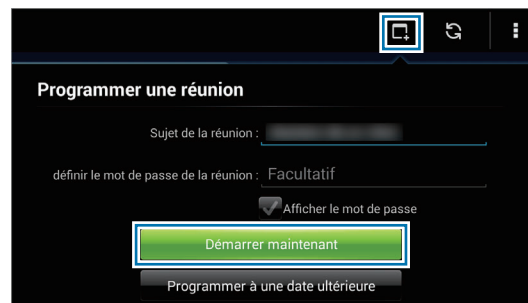 Programmer une réunion
Sujet de la réunion :
définir le mot de passe de la réunion : Facultatif
Afficher le mot de passe
Démarrer maintenant
Programmer à une date ultérieure